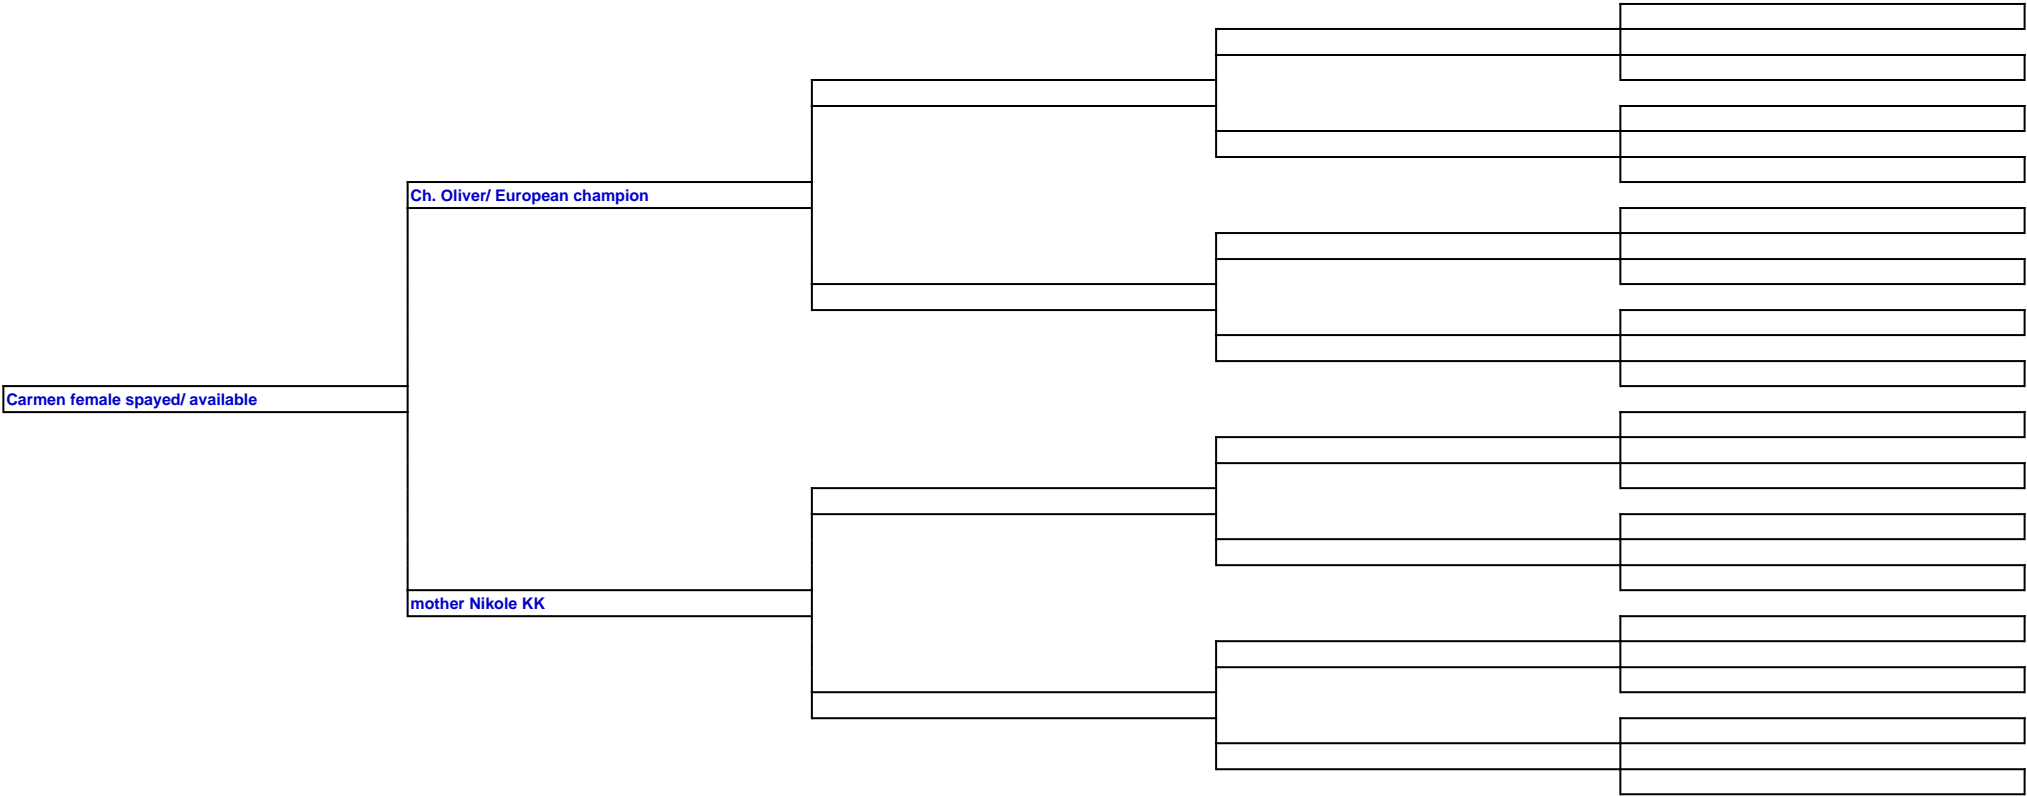 Ch. Oliver/ European champion
Carmen female spayed/ available
mother Nikole KK